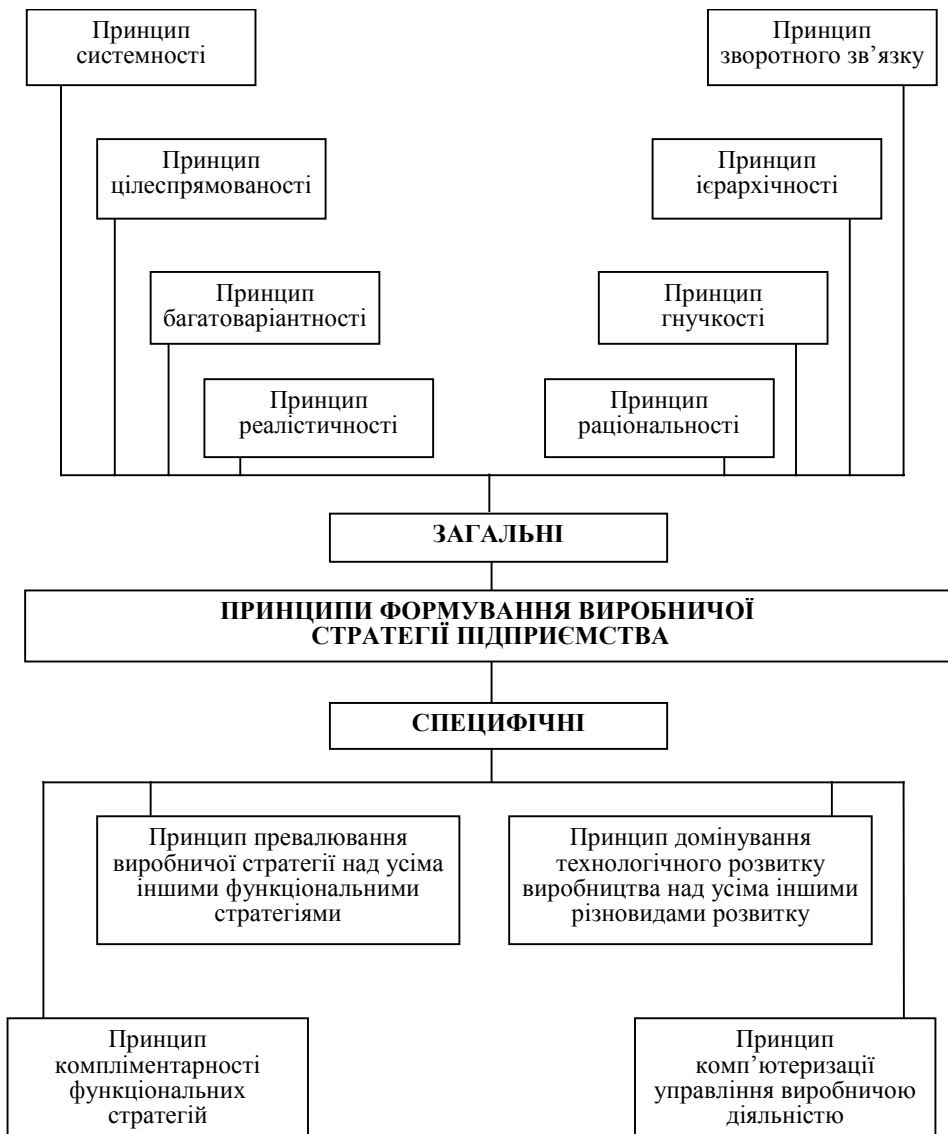 Принцип
системності
Принцип
зворотного зв’язку
Принцип
цілеспрямованості
Принцип
ієрархічності
Принцип
багатоваріантності
Принцип
гнучкості
Принцип
реалістичності
Принцип
раціональності
ЗАГАЛЬНІ
ПРИНЦИПИ ФОРМУВАННЯ ВИРОБНИЧОЇ
СТРАТЕГІЇ ПІДПРИЄМСТВА
СПЕЦИФІЧНІ
Принцип превалювання
виробничої стратегії над усіма
іншими функціональними
стратегіями
Принцип домінування
технологічного розвитку
виробництва над усіма іншими
різновидами розвитку
Принцип
компліментарності
функціональних
стратегій
Принцип
комп’ютеризації
управління виробничою
діяльністю